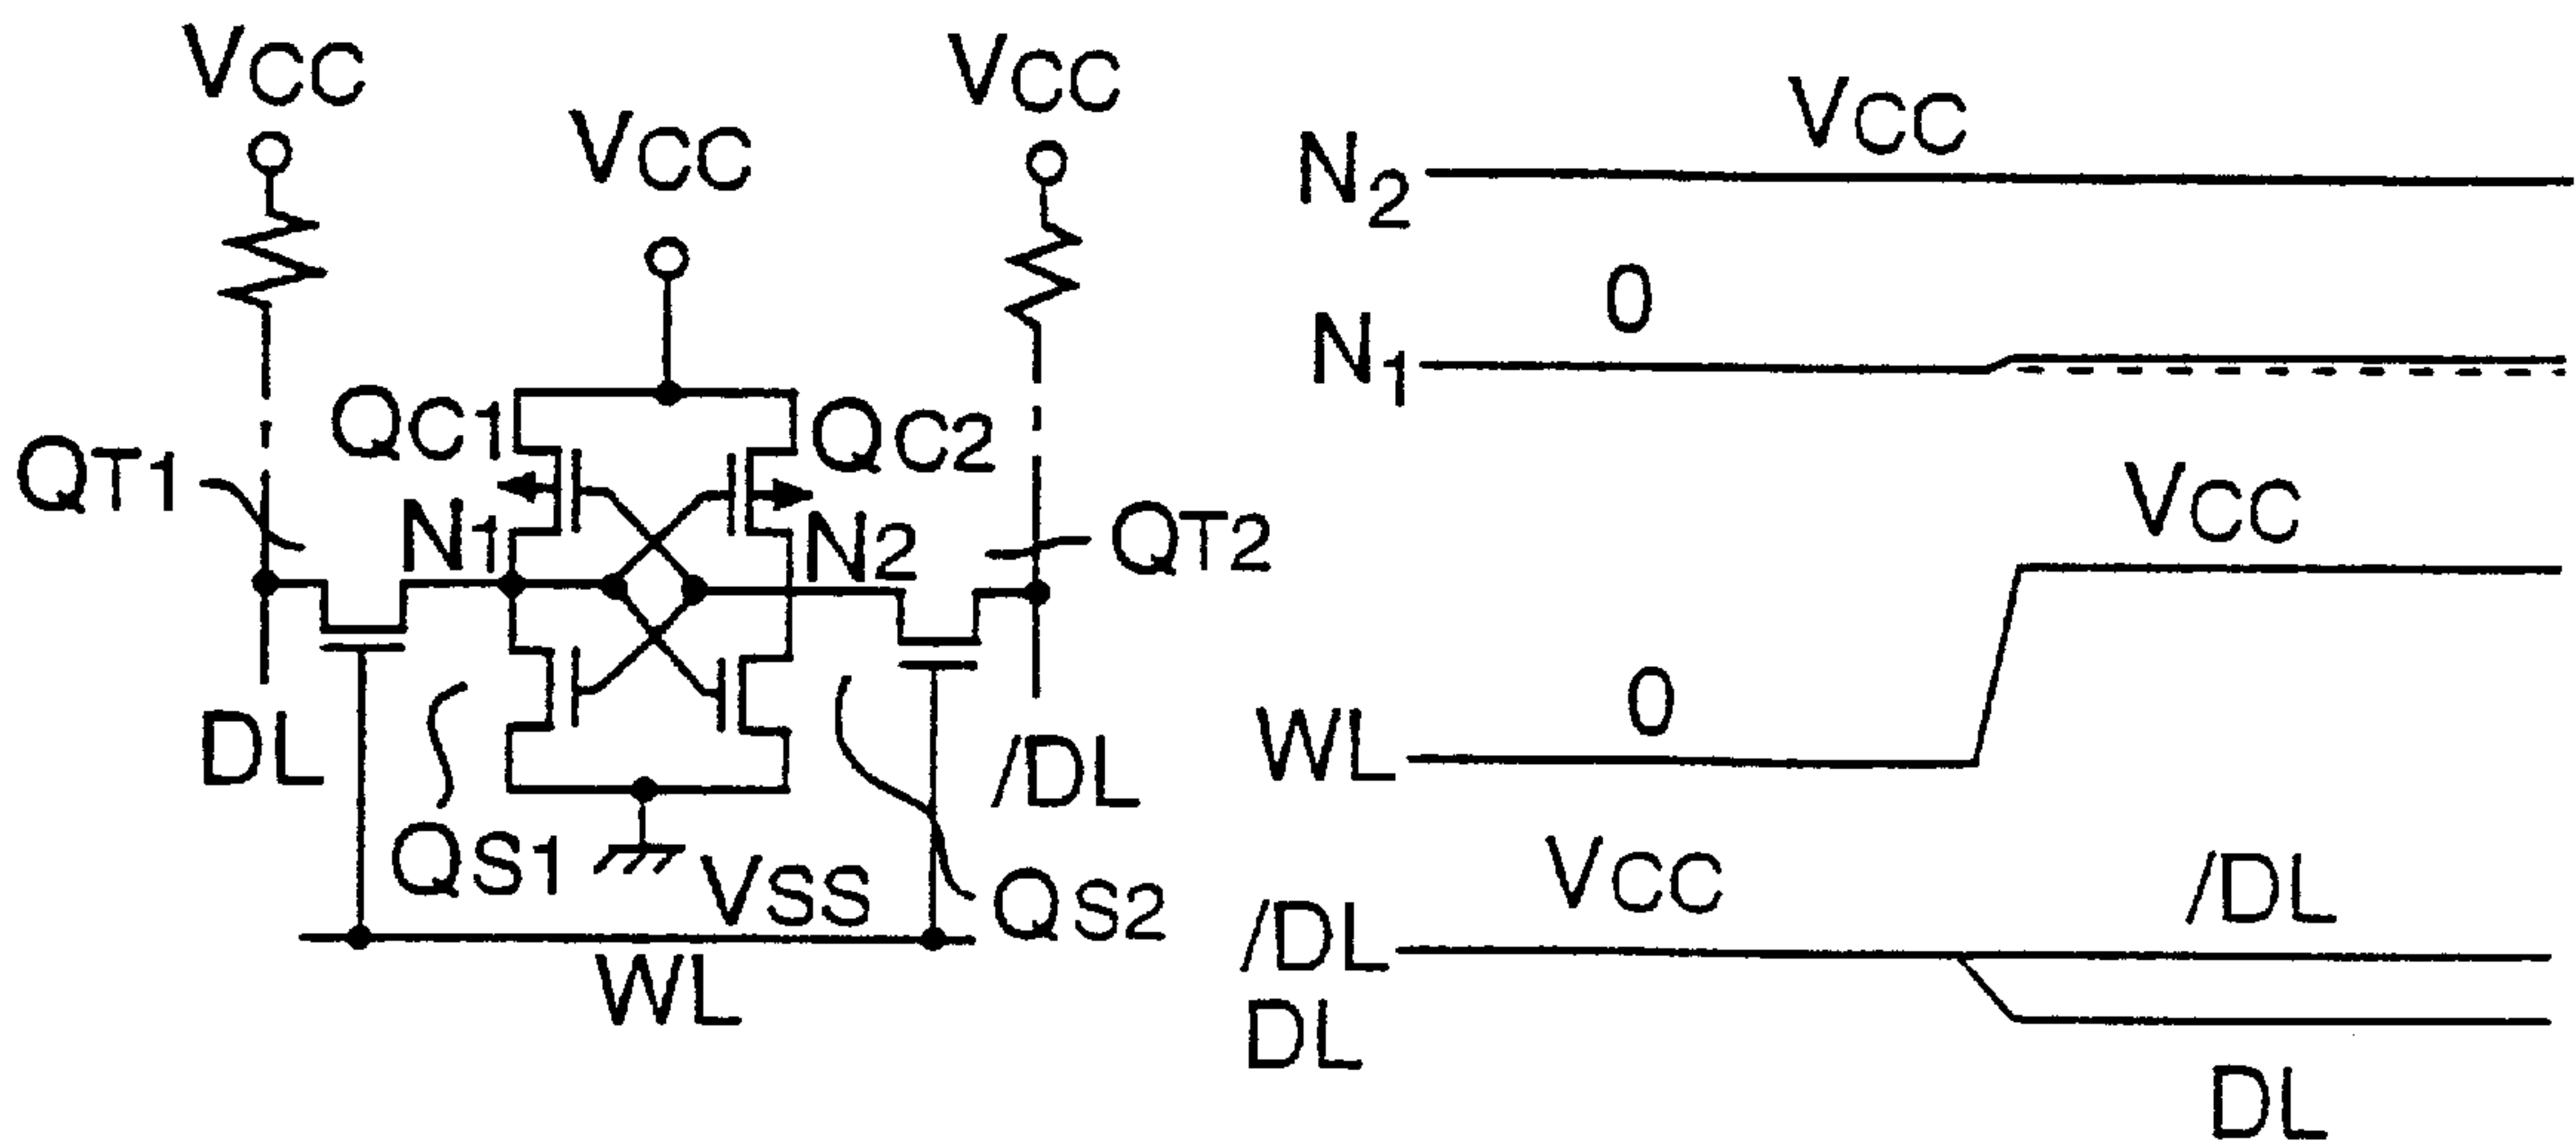 VCC
VCC
VCC
QC1
QC2
QT1
N1
N2
QT2
DL
/DL
QS1
VSS
QS2
WL
VCC
N2
0
N1
VCC
0
WL
VCC
/DL
/DL
DL
DL